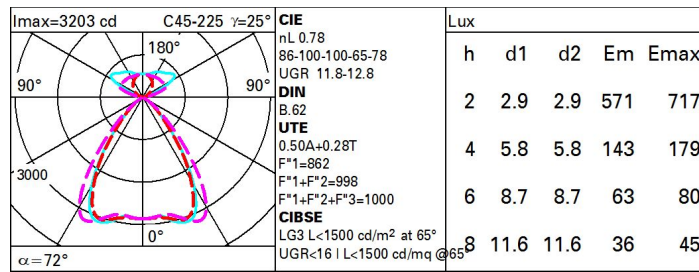 Imax=3203 cd C45-225 γ=25°
180°
90° 90°
3000
0°
α=72°
CIE
nL 0.78
86-100-100-65-78
UGR 11.8-12.8
DIN
B.62
UTE
0.50A+0.28T
F"1=862
F"1+F"2=998
F"1+F"2+F"3=1000
CIBSE
LG3 L<1500 cd/m² at 65°
UGR<16 | L<1500 cd/mq @65°
Lux
h d1 d2 Em Emax
2 2.9 2.9 571 717
4 5.8 5.8 143 179
6 8.7 8.7 63 80
8 11.6 11.6 36 45